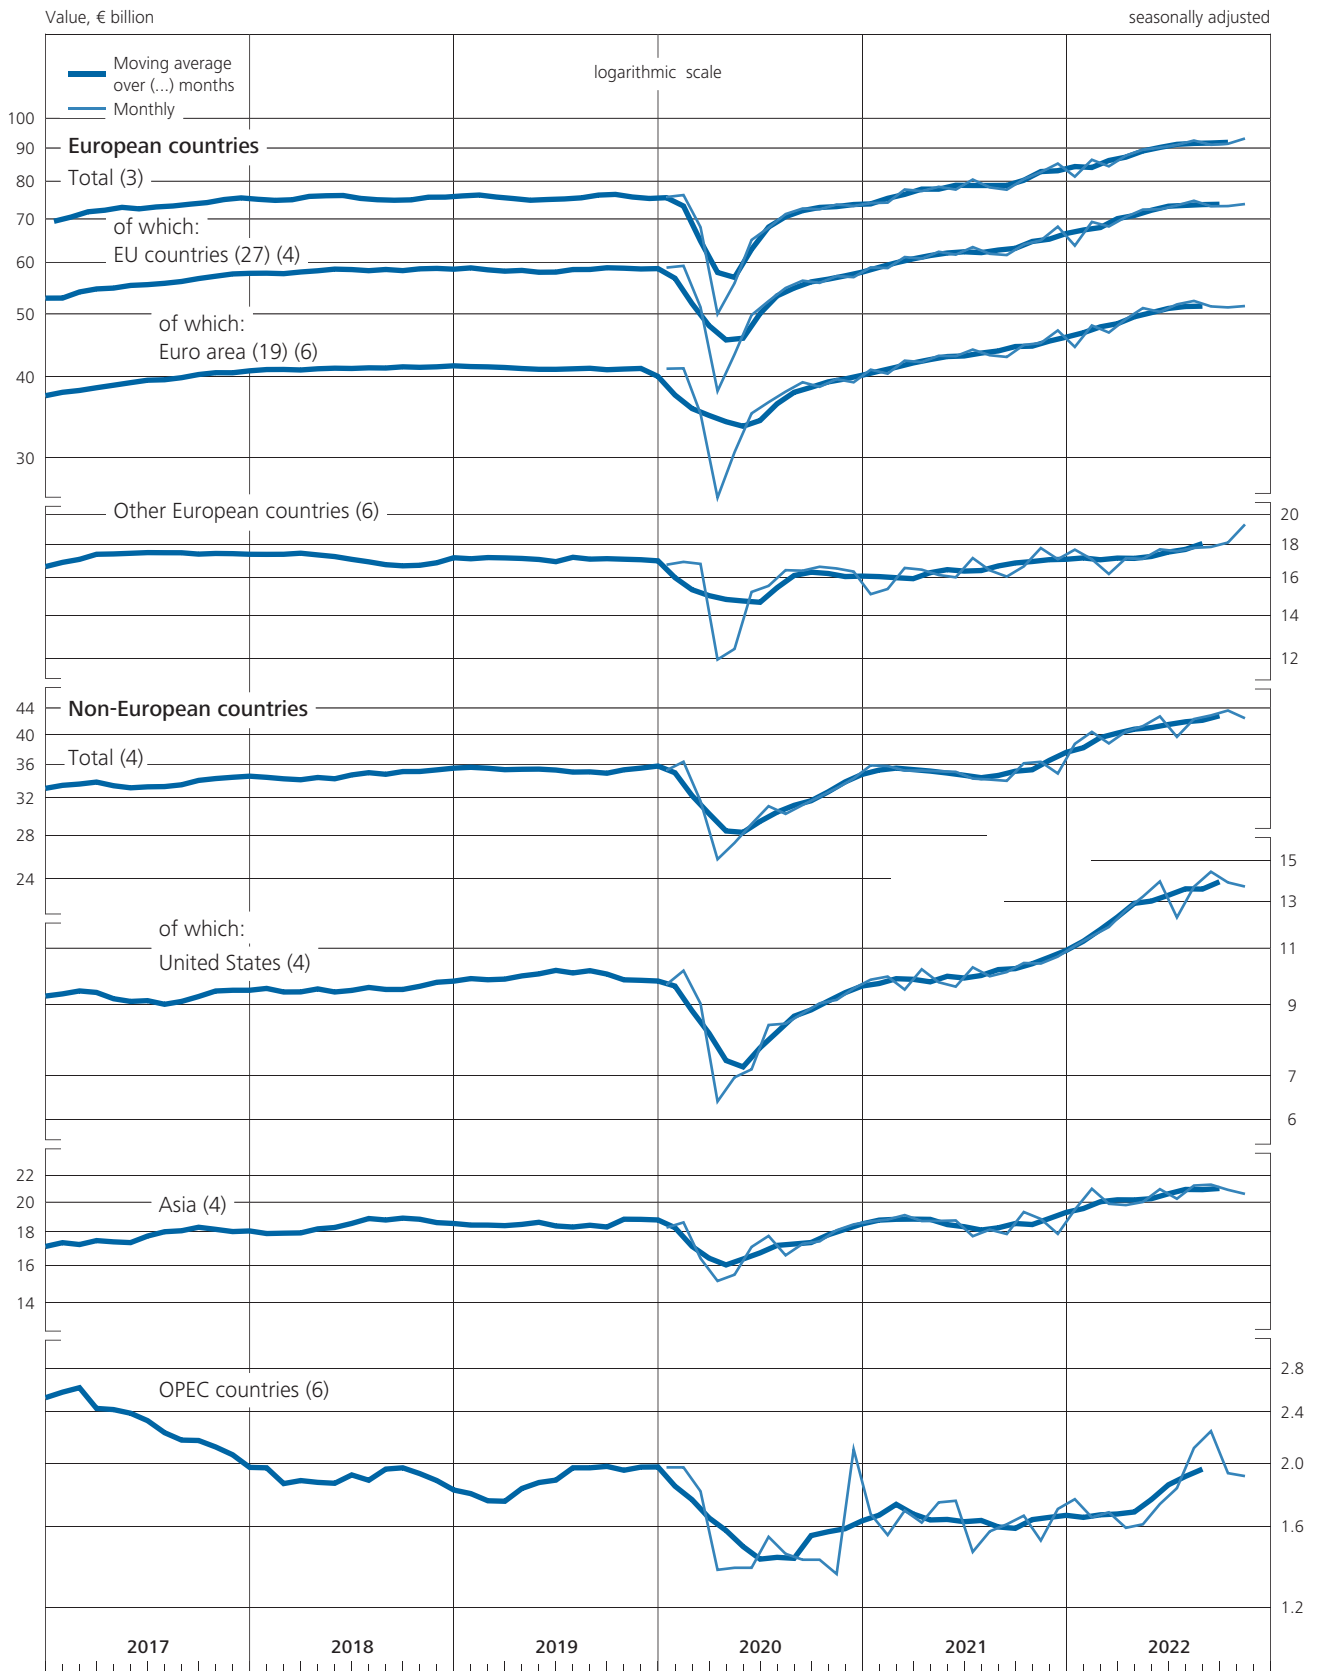 Value, € billion
seasonally adjusted
Moving average
over (...) months
Monthly
logarithmic scale
100
90
80
70
60
50
40
30
European countries
Total (3)
of which:
EU countries (27) (4)
of which:
Euro area (19) (6)
Other European countries (6)
20
18
16
14
12
44
40
36
32
28
24
Non-European countries
Total (4)
15
13
11
9
7
6
of which:
United States (4)
22
20
18
16
14
Asia (4)
OPEC countries (6)
2.8
2.4
2.0
1.6
1.2
2017
2018
2019
2020
2021
2022